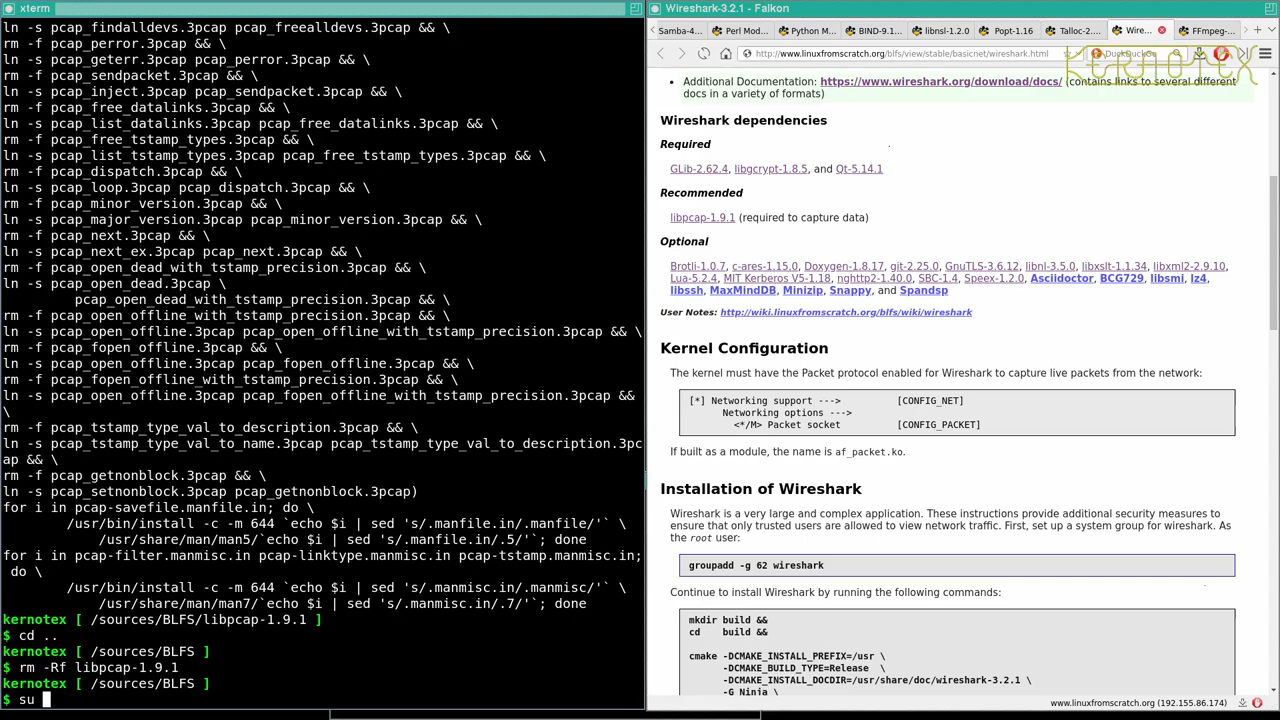 xterm
ln -s pcap_findalldevs.3pcap pcap_freealldevs.3pcap && \
rm -f pcap_perror.3pcap && \
ln -s pcap_geterr.3pcap pcap_perror.3pcap && \
rm -f pcap_sendpacket.3pcap && \
ln -s pcap_inject.3pcap pcap_sendpacket.3pcap && \
rm -f pcap_free_datalinks.3pcap && \
ln -s pcap_list_datalinks.3pcap pcap_free_datalinks.3pcap && \
rm -f pcap_free_tstamp_types.3pcap && \
ln -s pcap_list_tstamp_types.3pcap pcap_free_tstamp_types.3pcap && \
rm -f pcap_dispatch.3pcap && \
ln -s pcap_loop.3pcap pcap_dispatch.3pcap && \
rm -f pcap_minor_version.3pcap && \
ln -s pcap_major_version.3pcap pcap_minor_version.3pcap && \
rm -f pcap_next.3pcap && \
ln -s pcap_next_ex.3pcap pcap_next.3pcap && \
rm -f pcap_open_dead_with_tstamp_precision.3pcap && \
ln -s pcap_open_dead.3pcap \
pcap_open_dead_with_tstamp_precision.3pcap && \
rm -f pcap_open_offline_with_tstamp_precision.3pcap && \
ln -s pcap_open_offline.3pcap pcap_open_offline_with_tstamp_precision.3pcap && \
rm -f pcap_fopen_offline.3pcap && \
ln -s pcap_open_offline.3pcap pcap_fopen_offline.3pcap && \
rm -f pcap_fopen_offline_with_tstamp_precision.3pcap && \
ln -s pcap_open_offline.3pcap pcap_fopen_offline_with_tstamp_precision.3pcap &&
\
rm -f pcap_tstamp_type_val_to_description.3pcap && \
ln -s pcap_tstamp_type_val_to_name.3pcap pcap_tstamp_type_val_to_description.3pc
ap && \
rm -f pcap_getnonblock.3pcap && \
ln -s pcap_setnonblock.3pcap pcap_getnonblock.3pcap)
for i in pcap-savefile.manfile.in; do \
/usr/bin/install -c -m 644 `echo $i | sed 's/.manfile.in/.manfile/'` \
/usr/share/man/man5/`echo $i | sed 's/.manfile.in/.5/'`; done
for i in pcap-filter.manmisc.in pcap-linktype.manmisc.in pcap-tstamp.manmisc.in;
do \
/usr/bin/install -c -m 644 `echo $i | sed 's/.manmisc.in/.manmisc/'` \
/usr/share/man/man7/`echo $i | sed 's/.manmisc.in/.7/'`; done
kernotex [ /sources/BLFS/libpcap-1.9.1 ]
$ cd ..
kernotex [ /sources/BLFS ]
$ rm -Rf libpcap-1.9.1
kernotex [ /sources/BLFS ]
$ su
Wireshark-3.2.1 - Falkon
Samba-4... Perl Mod... Python M... BIND-9.1... libnsl-1.2.0 Popt-1.16 Talloc-2.... Wire... FFmpeg-...
http://www.linuxfromscratch.org/blfs/view/stable/basicnet/wireshark.html DuckDuckGo
KERNOTEX
Additional Documentation: https://www.wireshark.org/download/docs/ (contains links to several different
docs in a variety of formats)
Wireshark dependencies
Required
GLib-2.62.4, libgcrypt-1.8.5, and Qt-5.14.1
Recommended
libpcap-1.9.1 (required to capture data)
Optional
Brotli-1.0.7, c-ares-1.15.0, Doxygen-1.8.17, git-2.25.0, GnuTLS-3.6.12, libnl-3.5.0, libxslt-1.1.34, libxml2-2.9.10,
Lua-5.2.4, MIT Kerberos V5-1.18, nghttp2-1.40.0, SBC-1.4, Speex-1.2.0, Asciidoctor, BCG729, libsmi, lz4,
libssh, MaxMindDB, Minizip, Snappy, and Spandsp
User Notes: http://wiki.linuxfromscratch.org/blfs/wiki/wireshark
Kernel Configuration
The kernel must have the Packet protocol enabled for Wireshark to capture live packets from the network:
[*] Networking support ---> [CONFIG_NET]
Networking options --->
<*/M> Packet socket [CONFIG_PACKET]
If built as a module, the name is af_packet.ko.
Installation of Wireshark
Wireshark is a very large and complex application. These instructions provide additional security measures to
ensure that only trusted users are allowed to view network traffic. First, set up a system group for wireshark. As
the root user:
groupadd -g 62 wireshark
Continue to install Wireshark by running the following commands:
mkdir build &&
cd build &&
cmake -DCMAKE_INSTALL_PREFIX=/usr \
-DCMAKE_BUILD_TYPE=Release \
-DCMAKE_INSTALL_DOCDIR=/usr/share/doc/wireshark-3.2.1 \
-G Ninja \
www.linuxfromscratch.org (192.155.86.174)